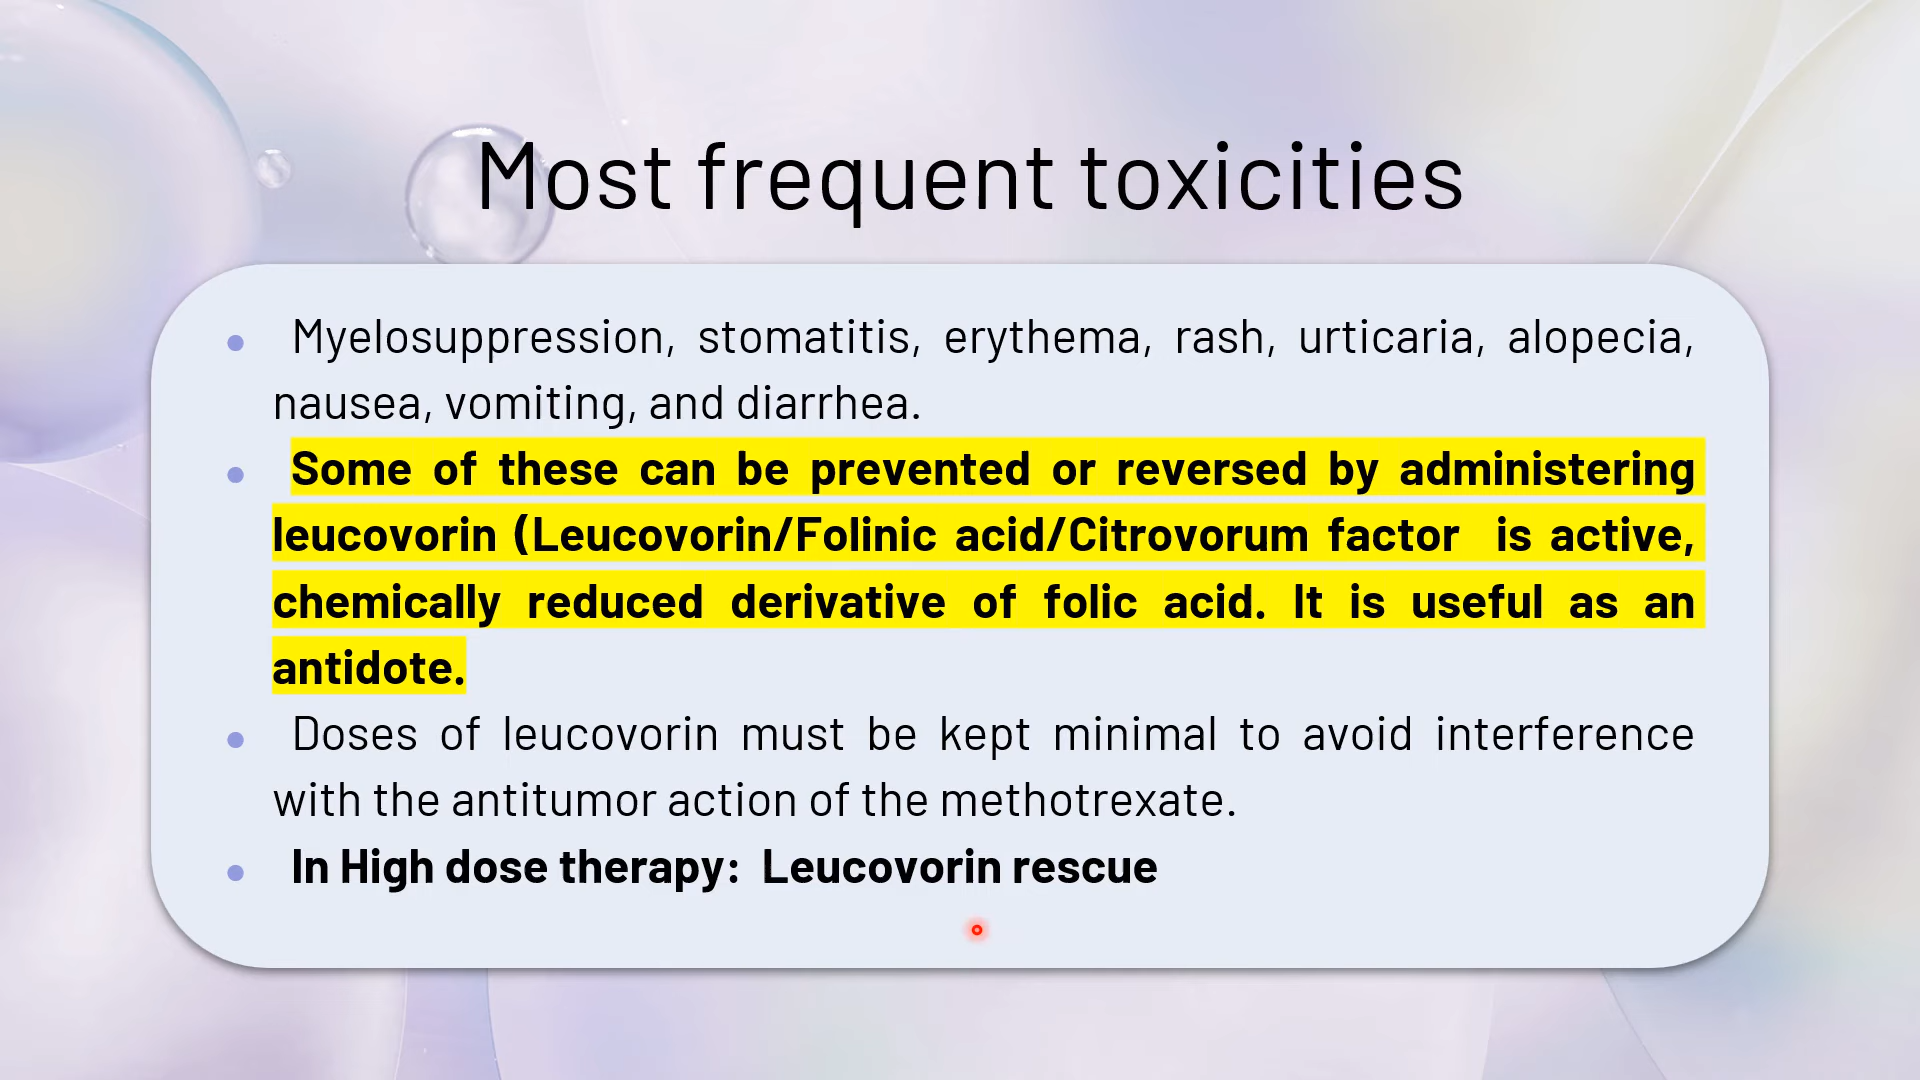 Most frequent toxicities
• Myelosuppression, stomatitis, erythema, rash, urticaria, alopecia,
nausea, vomiting, and diarrhea.
• Some of these can be prevented or reversed by administering
leucovorin (Leucovorin/Folinic acid/Citrovorum factor is active,
chemically reduced derivative of folic acid. It is useful as an
antidote.
• Doses of leucovorin must be kept minimal to avoid interference
with the antitumor action of the methotrexate.
• In High dose therapy: Leucovorin rescue